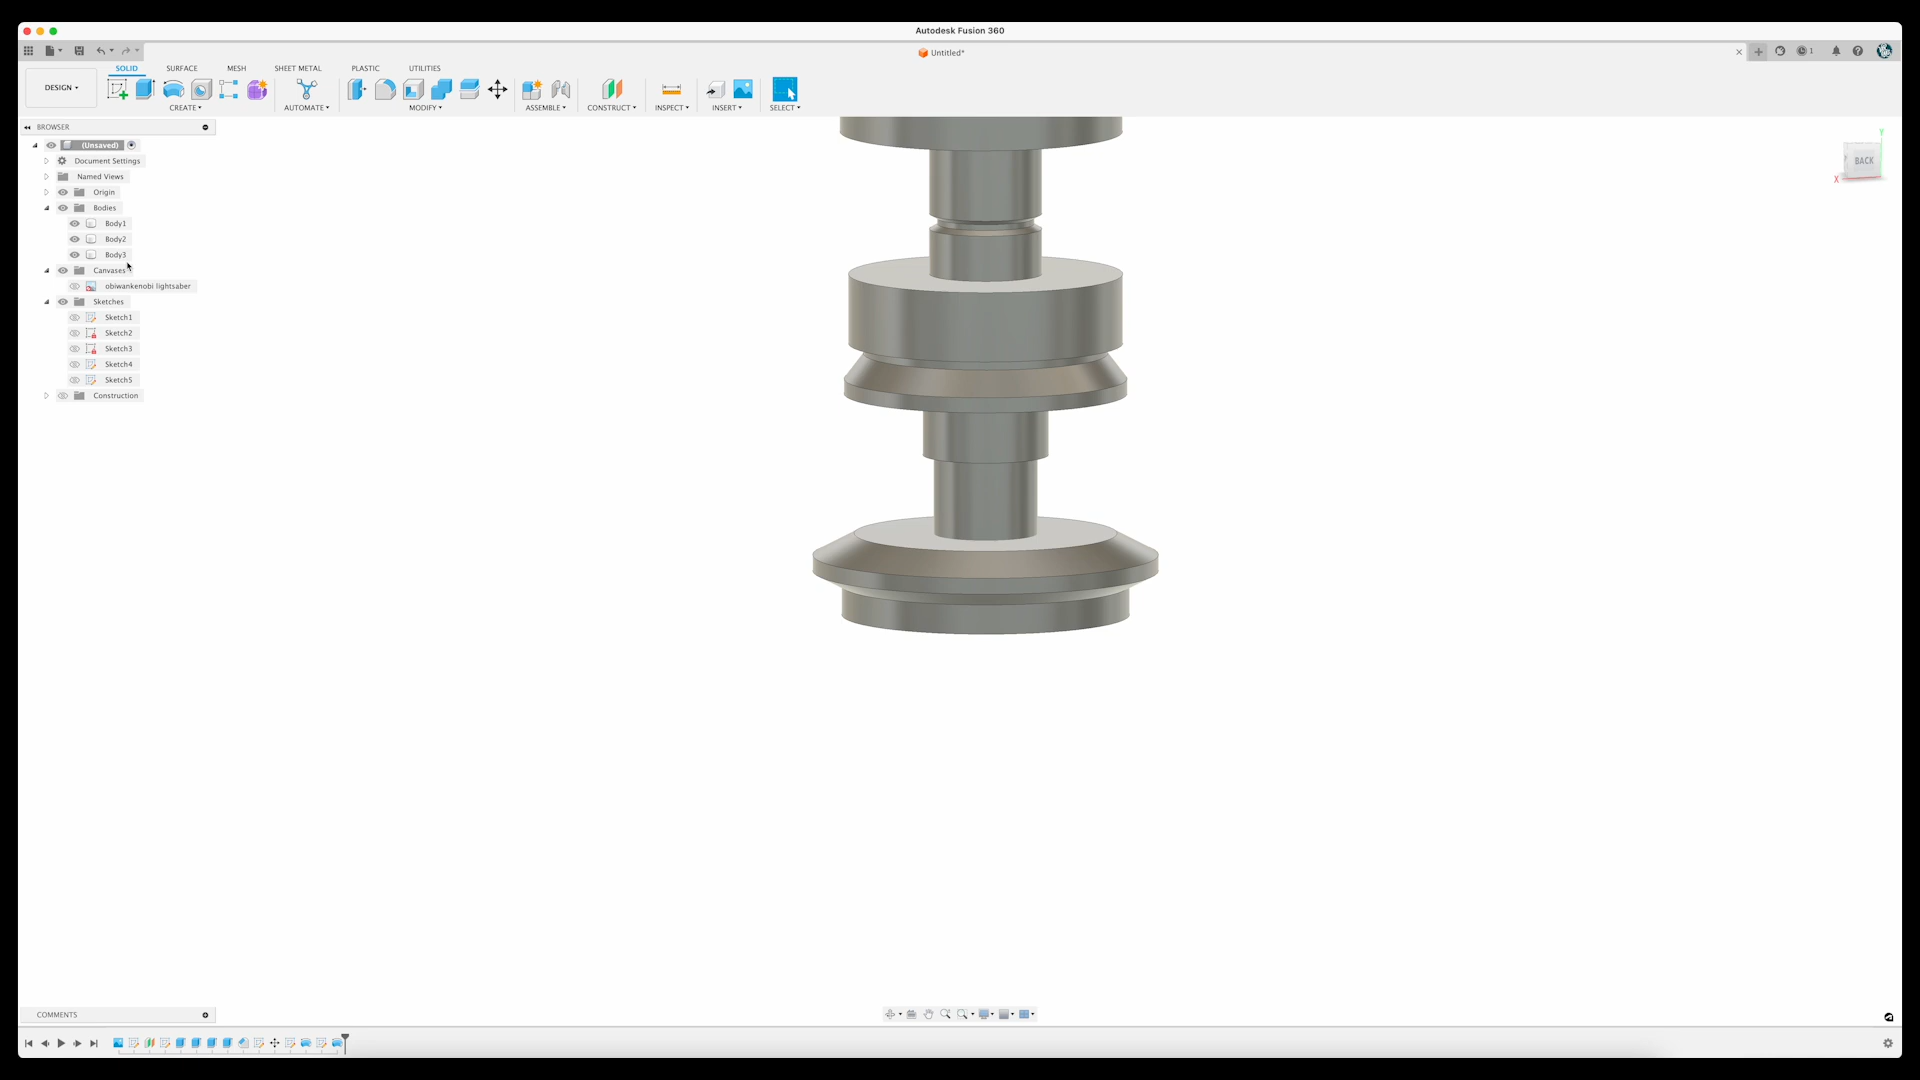 Autodesk Fusion 360
Untitled*
1
SOLID SURFACE MESH SHEET METAL PLASTIC UTILITIES
DESIGN
CREATE AUTOMATE MODIFY ASSEMBLE CONSTRUCT INSPECT INSERT SELECT
BROWSER
(Unsaved)
Document Settings
Named Views
Origin
Bodies
Body1
Body2
Body3
Canvases
obiwankenobi lightsaber
Sketches
Sketch1
Sketch2
Sketch3
Sketch4
Sketch5
Construction
Y
BACK
X
COMMENTS